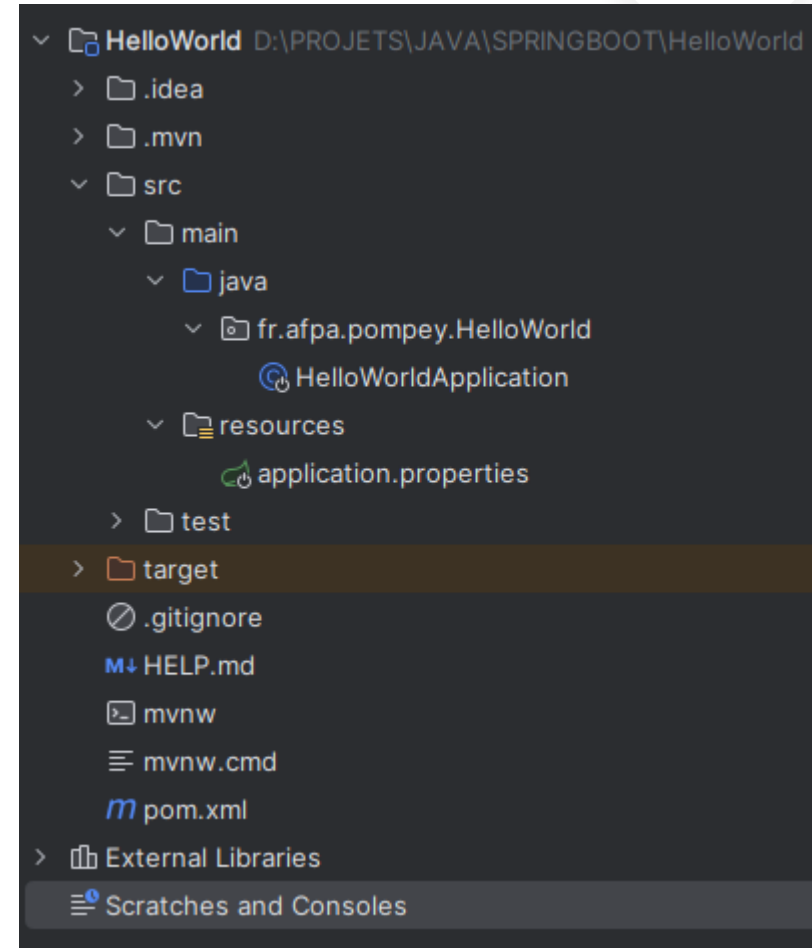 HelloWorld D:\PROJETS\JAVA\SPRINGBOOT\HelloWorld
.idea
.mvn
src
main
java
fr.afpa.pompey.HelloWorld
HelloWorldApplication
resources
application.properties
test
target
.gitignore
M↓ HELP.md
mvnw
mvnw.cmd
m pom.xml
External Libraries
Scratches and Consoles